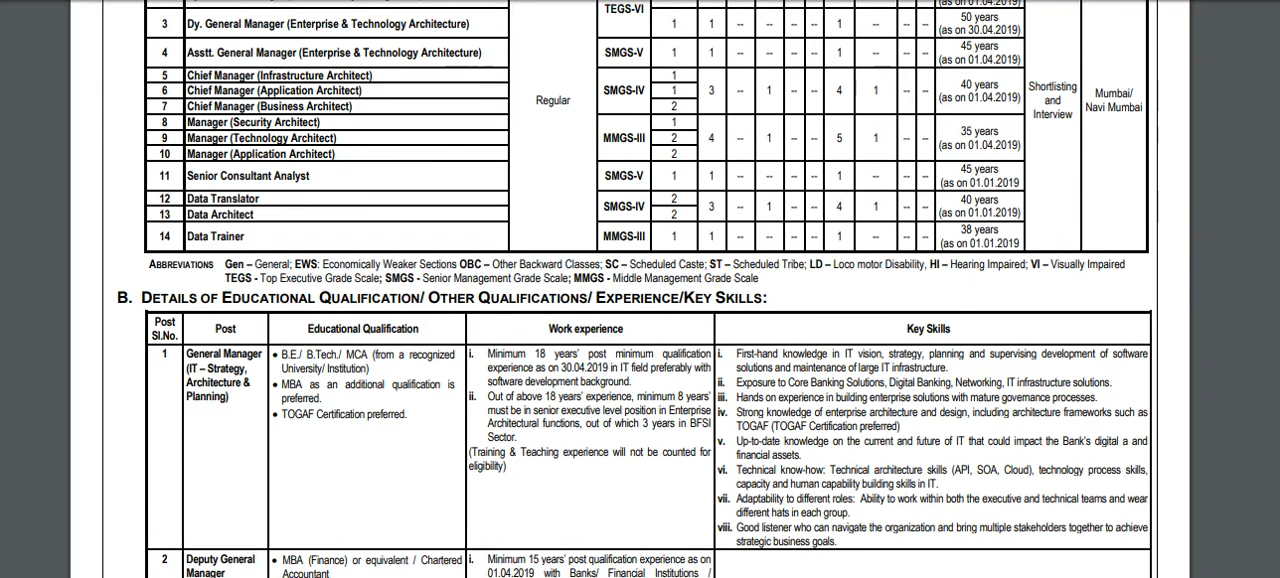 TEGS-VI (as on 01.04.2019)
3 Dy. General Manager (Enterprise & Technology Architecture) 1 1 -- -- -- -- 1 -- -- -- 50 years
(as on 30.04.2019)
4 Asstt. General Manager (Enterprise & Technology Architecture) SMGS-V 1 1 -- -- -- -- 1 -- -- -- 45 years
(as on 01.04.2019)
5 Chief Manager (Infrastructure Architect) 1
6 Chief Manager (Application Architect) SMGS-IV 1 3 -- 1 -- -- 4 1 -- -- 40 years
(as on 01.04.2019)
7 Chief Manager (Business Architect) 2
Regular
Shortlisting
and
Interview
Mumbai/
Navi Mumbai
8 Manager (Security Architect) 1
9 Manager (Technology Architect) MMGS-III 2 4 -- 1 -- -- 5 1 -- -- 35 years
(as on 01.04.2019)
10 Manager (Application Architect) 2
11 Senior Consultant Analyst SMGS-V 1 1 -- -- -- -- 1 -- -- -- 45 years
(as on 01.01.2019
12 Data Translator 2
SMGS-IV 3 -- 1 -- -- 4 1 -- -- 40 years
(as on 01.01.2019)
13 Data Architect 2
14 Data Trainer MMGS-III 1 1 -- -- -- -- 1 -- -- -- 38 years
(as on 01.01.2019
ABBREVIATIONS Gen – General; EWS: Economically Weaker Sections OBC – Other Backward Classes; SC – Scheduled Caste; ST – Scheduled Tribe; LD – Loco motor Disability, HI – Hearing Impaired; VI – Visually Impaired
TEGS - Top Executive Grade Scale; SMGS - Senior Management Grade Scale; MMGS - Middle Management Grade Scale
B. DETAILS OF EDUCATIONAL QUALIFICATION/ OTHER QUALIFICATIONS/ EXPERIENCE/KEY SKILLS:
Post
Sl.No. Post Educational Qualification Work experience Key Skills
1
General Manager
(IT – Strategy,
Architecture &
Planning)
• B.E./ B.Tech./ MCA (from a recognized
University/ Institution)
• MBA as an additional qualification is
preferred.
• TOGAF Certification preferred.
i. Minimum 18 years' post minimum qualification
experience as on 30.04.2019 in IT field preferably with
software development background.
ii. Out of above 18 years' experience, minimum 8 years'
must be in senior executive level position in Enterprise
Architectural functions, out of which 3 years in BFSI
Sector.
(Training & Teaching experience will not be counted for
eligibility)
i. First-hand knowledge in IT vision, strategy, planning and supervising development of software
solutions and maintenance of large IT infrastructure.
ii. Exposure to Core Banking Solutions, Digital Banking, Networking, IT infrastructure solutions.
iii. Hands on experience in building enterprise solutions with mature governance processes.
iv. Strong knowledge of enterprise architecture and design, including architecture frameworks such as
TOGAF (TOGAF Certification preferred)
v. Up-to-date knowledge on the current and future of IT that could impact the Bank's digital a and
financial assets.
vi. Technical know-how: Technical architecture skills (API, SOA, Cloud), technology process skills,
capacity and human capability building skills in IT.
vii. Adaptability to different roles: Ability to work within both the executive and technical teams and wear
different hats in each group.
viii. Good listener who can navigate the organization and bring multiple stakeholders together to achieve
strategic business goals.
2
Deputy General
Manager
• MBA (Finance) or equivalent / Chartered
Accountant
i. Minimum 15 years' post qualification experience as on
01.04.2019 with Banks/ Financial Institutions /